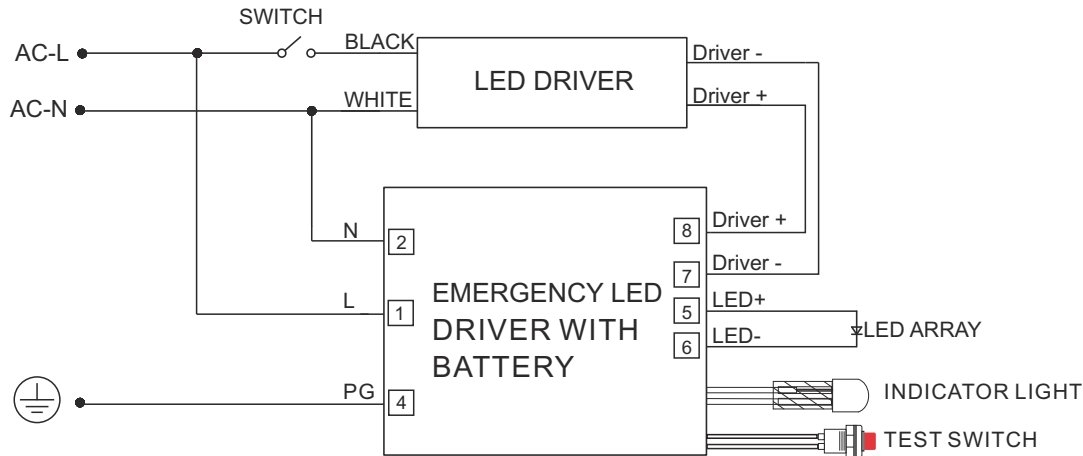 SWITCH
AC-L
BLACK
LED DRIVER
Driver -
AC-N
WHITE
Driver +
N
2
8
Driver +
7
Driver -
L
1
EMERGENCY LED
DRIVER WITH
BATTERY
5
LED+
6
LED-
LED ARRAY
PG
4
INDICATOR LIGHT
TEST SWITCH